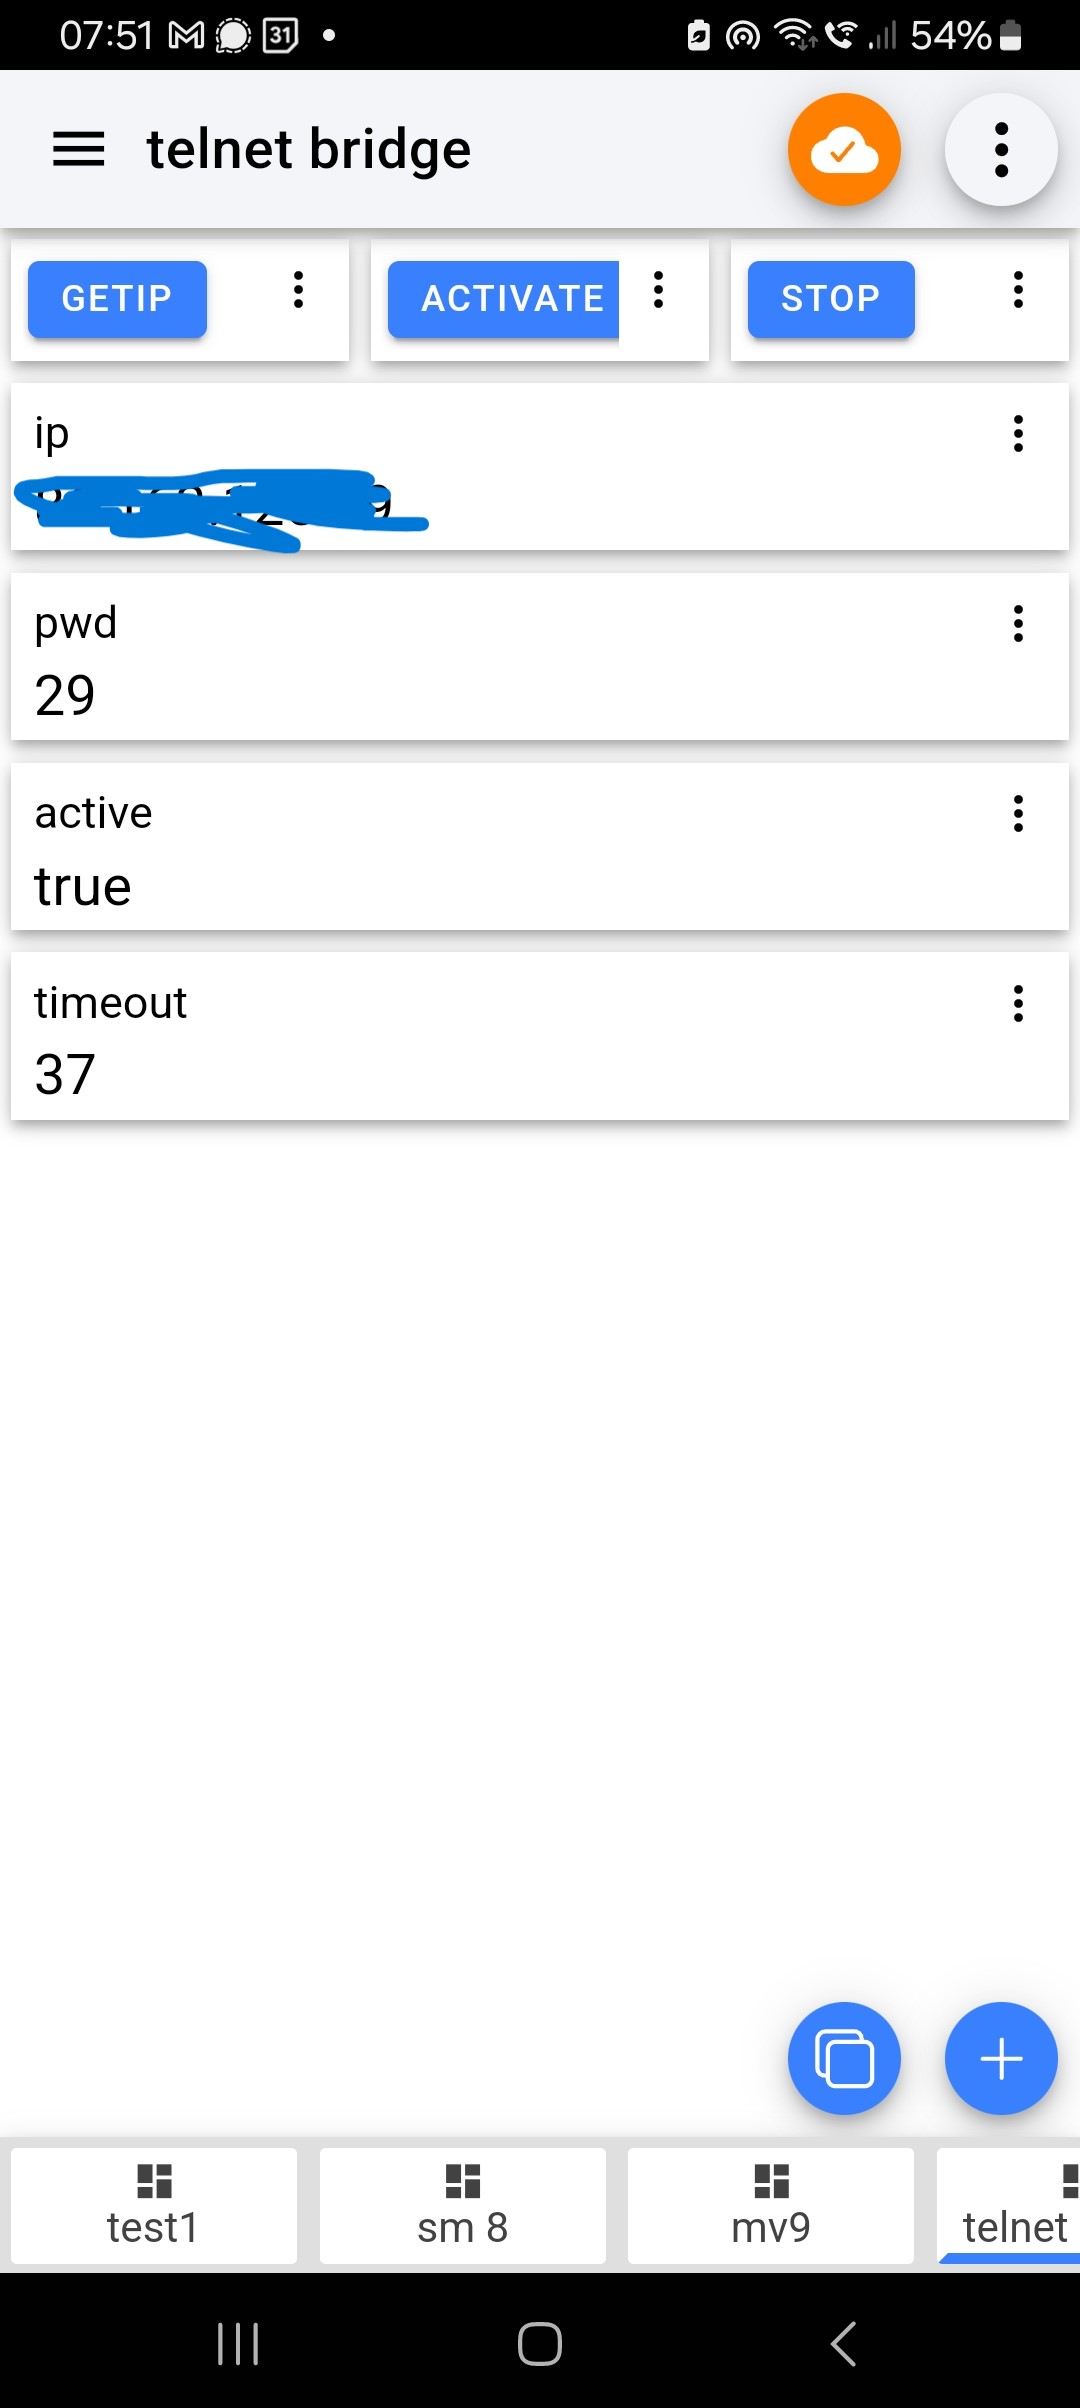 07:51 31 54%
telnet bridge
GETIP ACTIVATE STOP
ip
pwd
29
active
true
timeout
37
test1 sm 8 mv9 telnet